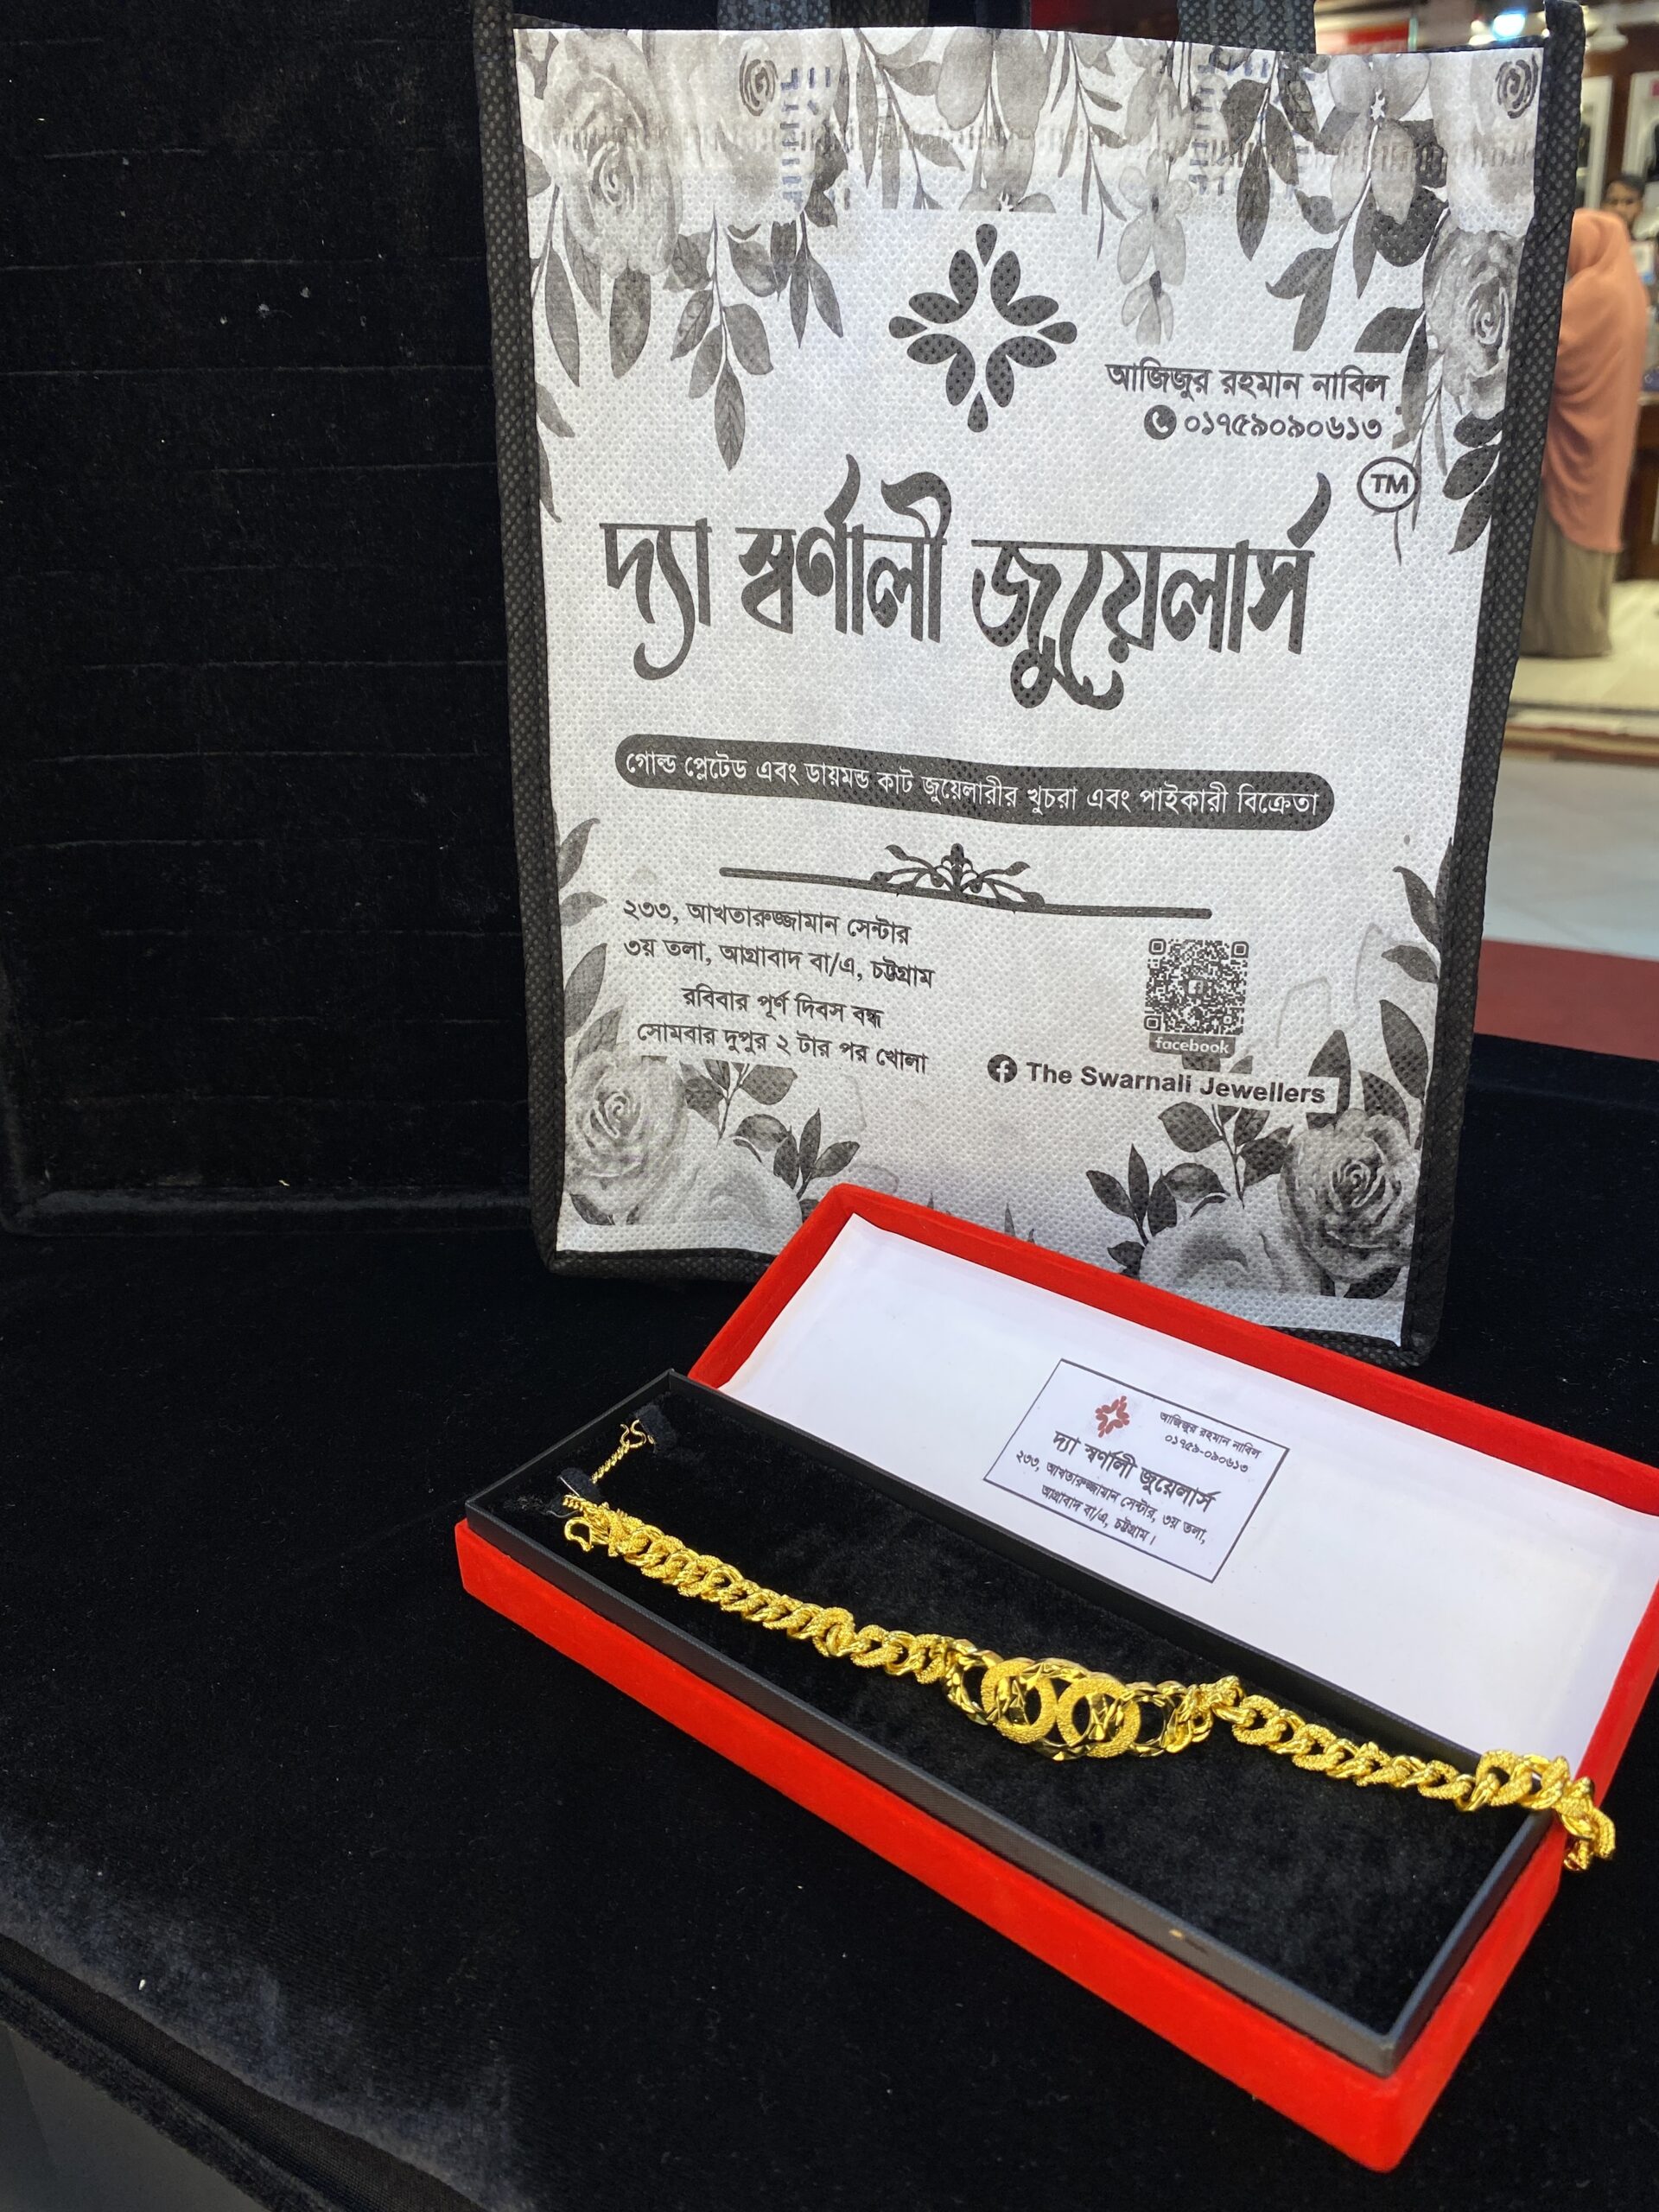 আজিজুর রহমান নাবিল
০১৭৫৯০৯০৬১৩
TM
দ্যা স্বর্ণালী জুয়েলার্স
গোল্ড প্লেটেড এবং ডায়মন্ড কাট জুয়েলারীর খুচরা এবং পাইকারী বিক্রেতা
২৩৩, আখতারুজ্জামান সেন্টার
৩য় তলা, আগ্রাবাদ বা/এ, চট্টগ্রাম
রবিবার পূর্ণ দিবস বন্ধ
সোমবার দুপুর ২ টার পর খোলা
facebook
The Swarnali Jewellers
আজিজুর রহমান নাবিল
০১৭৫৯-০৯০৬১৩
দ্যা স্বর্ণালী জুয়েলার্স
২৩৩, আখতারুজ্জামান সেন্টার, ৩য় তলা,
আগ্রাবাদ বা/এ, চট্টগ্রাম।